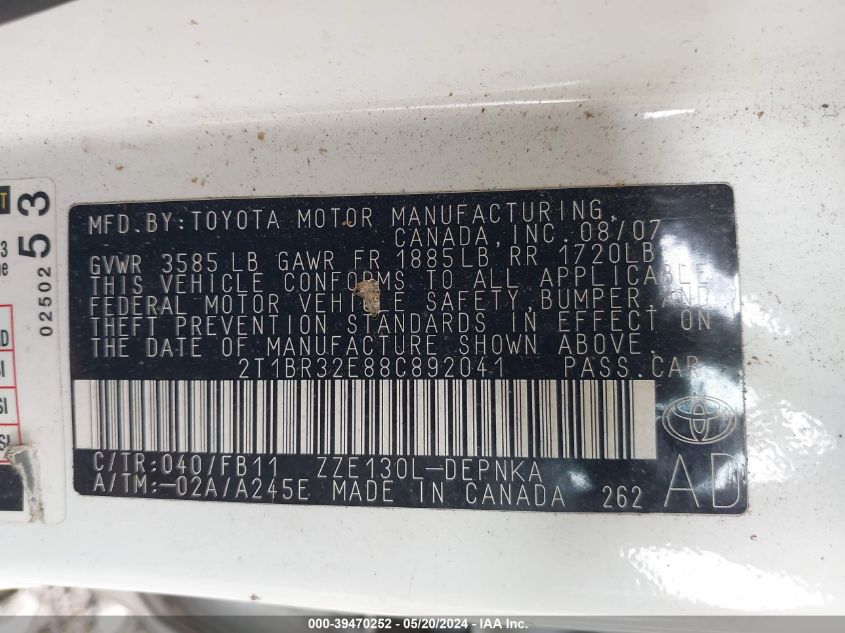 MFD.BY:TOYOTA MOTOR MANUFACTURING,
CANADA,INC. 08/07
GVWR 3585LB GAWR FR 1885LB RR 1720LB
THIS VEHICLE CONFORMS TO ALL APPLICABLE
FEDERAL MOTOR VEHICLE SAFETY,BUMPER,AND
THEFT PREVENTION STANDARDS IN EFFECT ON
THE DATE OF MANUFACTURE SHOWN ABOVE.
2T1BR32E88C892041 PASS.CAR
C/TR:040/FB11 ZZE130L-DEPNKA
A/TM:-02A/A245E MADE IN CANADA 262
AD
02502 53
000-39470252 - 05/20/2024 - IAAI.COM